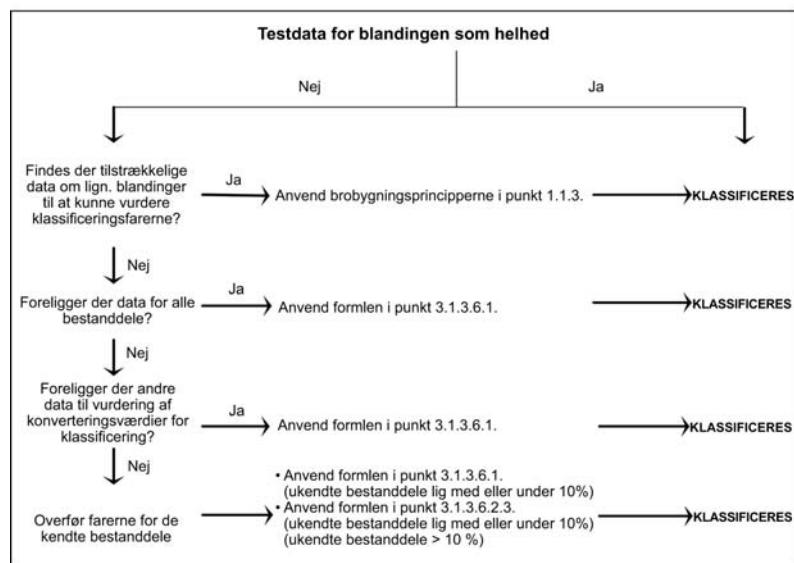 Testdata for blandingen som helhed
Nej
Ja
Findes der tilstrækkelige
data om lign. blandinger
til at kunne vurdere
klassificeringsfarerne?
Ja
Anvend brobygningsprincipperne i punkt 1.1.3.
KLASSIFICERES
Nej
Foreligger der data for alle
bestanddele?
Ja
Anvend formlen i punkt 3.1.3.6.1.
KLASSIFICERES
Nej
Foreligger der andre
data til vurdering af
konverteringsværdier for
klassificering?
Ja
Anvend formlen i punkt 3.1.3.6.1.
KLASSIFICERES
Nej
Overfør farerne for de
kendte bestanddele
• Anvend formlen i punkt 3.1.3.6.1.
(ukendte bestanddele lig med eller under 10%)
• Anvend formlen i punkt 3.1.3.6.2.3.
(ukendte bestanddele lig med eller under 10%)
(ukendte bestanddele > 10 %)
KLASSIFICERES